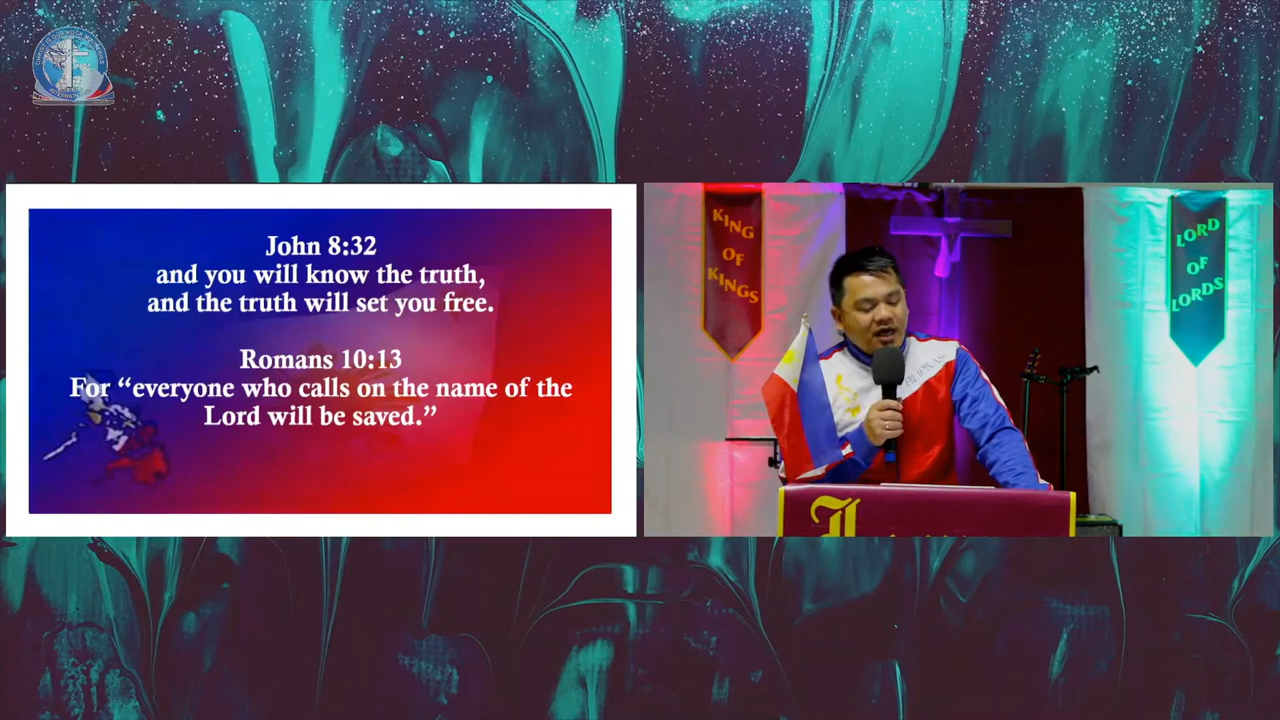 John 8:32
and you will know the truth,
and the truth will set you free.
Romans 10:13
For “everyone who calls on the name of the
Lord will be saved.”
KING
OF
KINGS
LORD
OF
LORDS
PILIPINAS